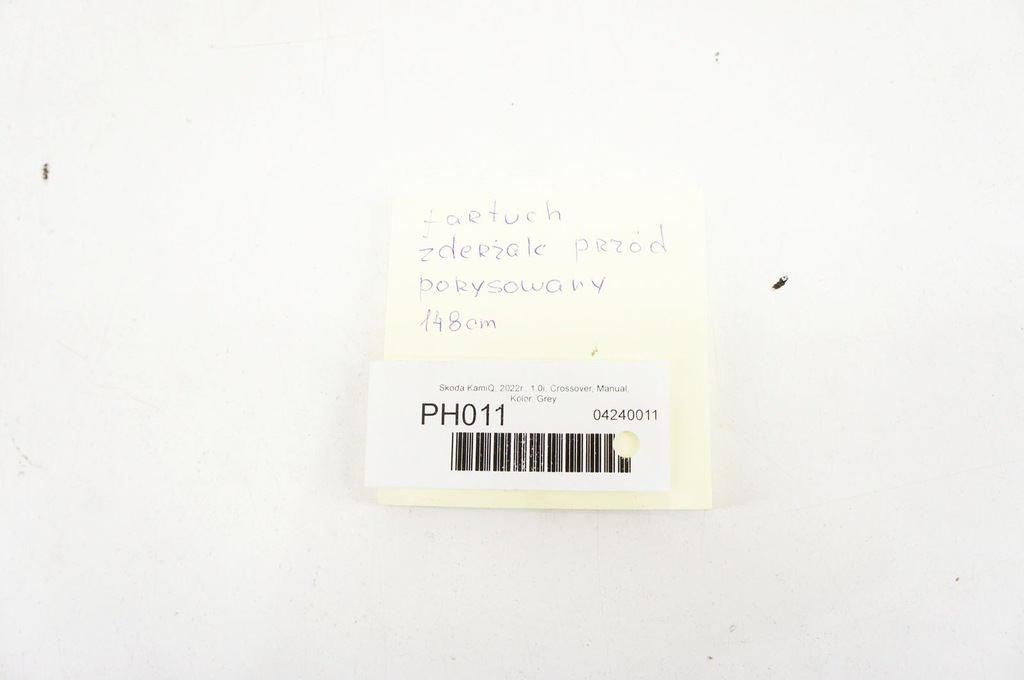 fartuch
zderzak przód
porysowany
148cm
Skoda KamiQ, 2022r., 1.0i, Crossover, Manual,
Kolor: Grey
PH011
04240011